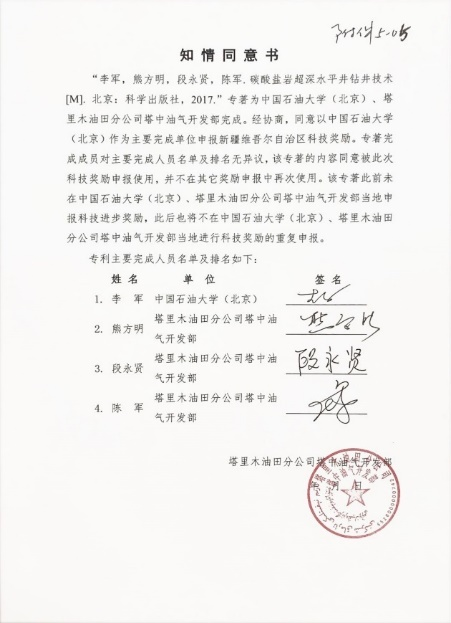 附件5-05
知情同意书
“李军，熊方明，段永贤，陈军. 碳酸盐岩超深水平井钻井技术
[M]. 北京：科学出版社，2017.”专著为中国石油大学（北京）、塔
里木油田分公司塔中油气开发部完成。经协商，同意以中国石油大学
（北京）作为主要完成单位申报新疆维吾尔自治区科技奖励。专著完
成成员对主要完成人员名单及排名无异议，该专著的内容同意被此次
科技奖励申报使用，并不在其它奖励申报中再次使用。该专著此前未
在中国石油大学（北京）、塔里木油田分公司塔中油气开发部当地申
报科技进步奖励，此后也将不在中国石油大学（北京）、塔里木油田
分公司塔中油气开发部当地进行科技奖励的重复申报。
专利主要完成人员名单及排名如下：
姓名 单位 签名
1. 李 军 中国石油大学（北京）
2. 熊方明 塔里木油田分公司塔中油
气开发部
3. 段永贤 塔里木油田分公司塔中油 段永贤
气开发部
4. 陈 军 塔里木油田分公司塔中油
气开发部
塔里木油田分公司塔中油气开发部
年 月 日